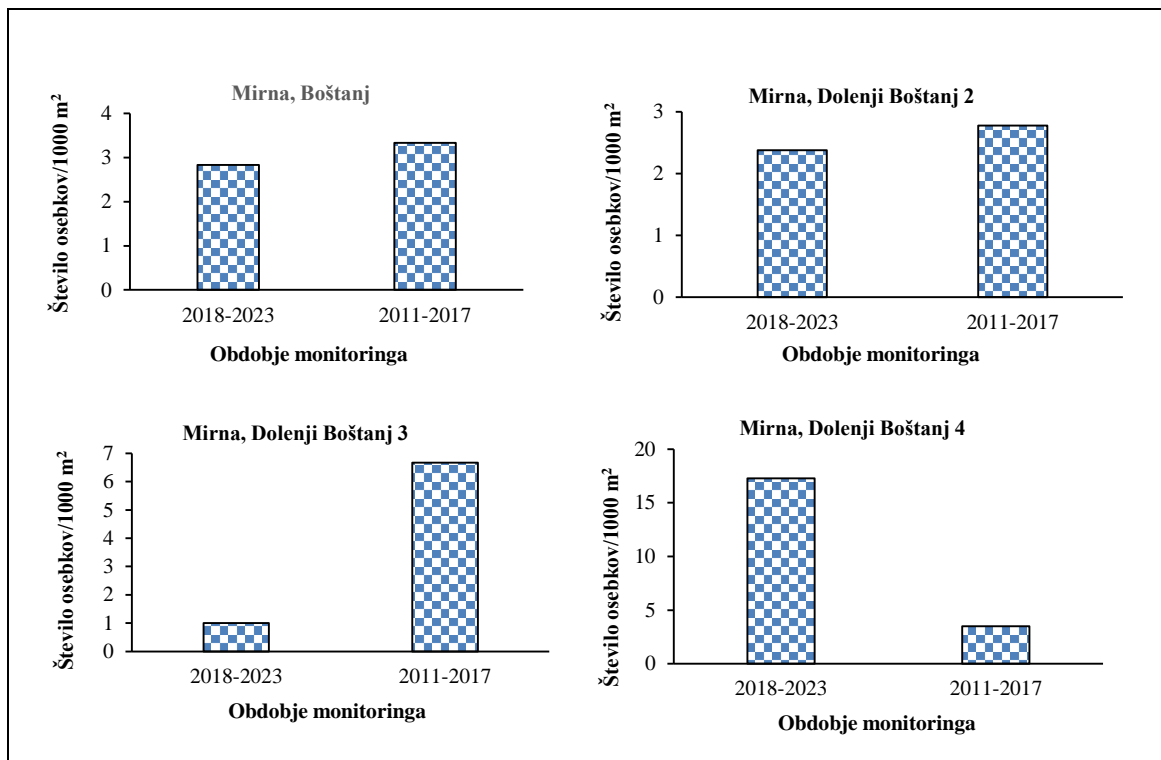 Mirna, Boštanj
Število osebkov/1000 m²
4
3
2
1
0
2018-2023 2011-2017
Obdobje monitoringa
Mirna, Dolenji Boštanj 2
Število osebkov/1000 m²
3
2
1
0
2018-2023 2011-2017
Obdobje monitoringa
Mirna, Dolenji Boštanj 3
Število osebkov/1000 m²
7
6
5
4
3
2
1
0
2018-2023 2011-2017
Obdobje monitoringa
Mirna, Dolenji Boštanj 4
Število osebkov/1000 m²
20
15
10
5
0
2018-2023 2011-2017
Obdobje monitoringa